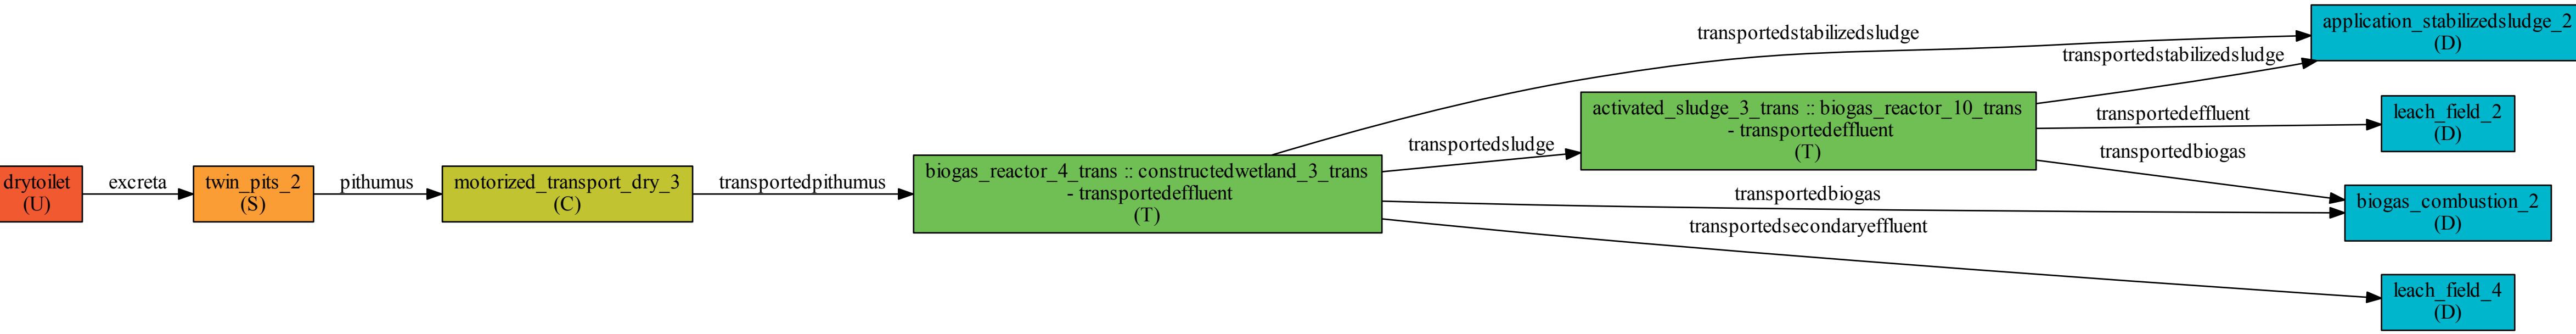 drytoilet
(U)
excreta
twin_pits_2
(S)
pithumus
motorized_transport_dry_3
(C)
transportedpithumus
biogas_reactor_4_trans :: constructedwetland_3_trans
- transportedeffluent
(T)
transportedstabilizedsludge
transportedsludge
transportedbiogas
transportedsecondaryeffluent
activated_sludge_3_trans :: biogas_reactor_10_trans
- transportedeffluent
(T)
transportedstabilizedsludge
transportedeffluent
transportedbiogas
application_stabilizedsludge_2
(D)
leach_field_2
(D)
biogas_combustion_2
(D)
leach_field_4
(D)